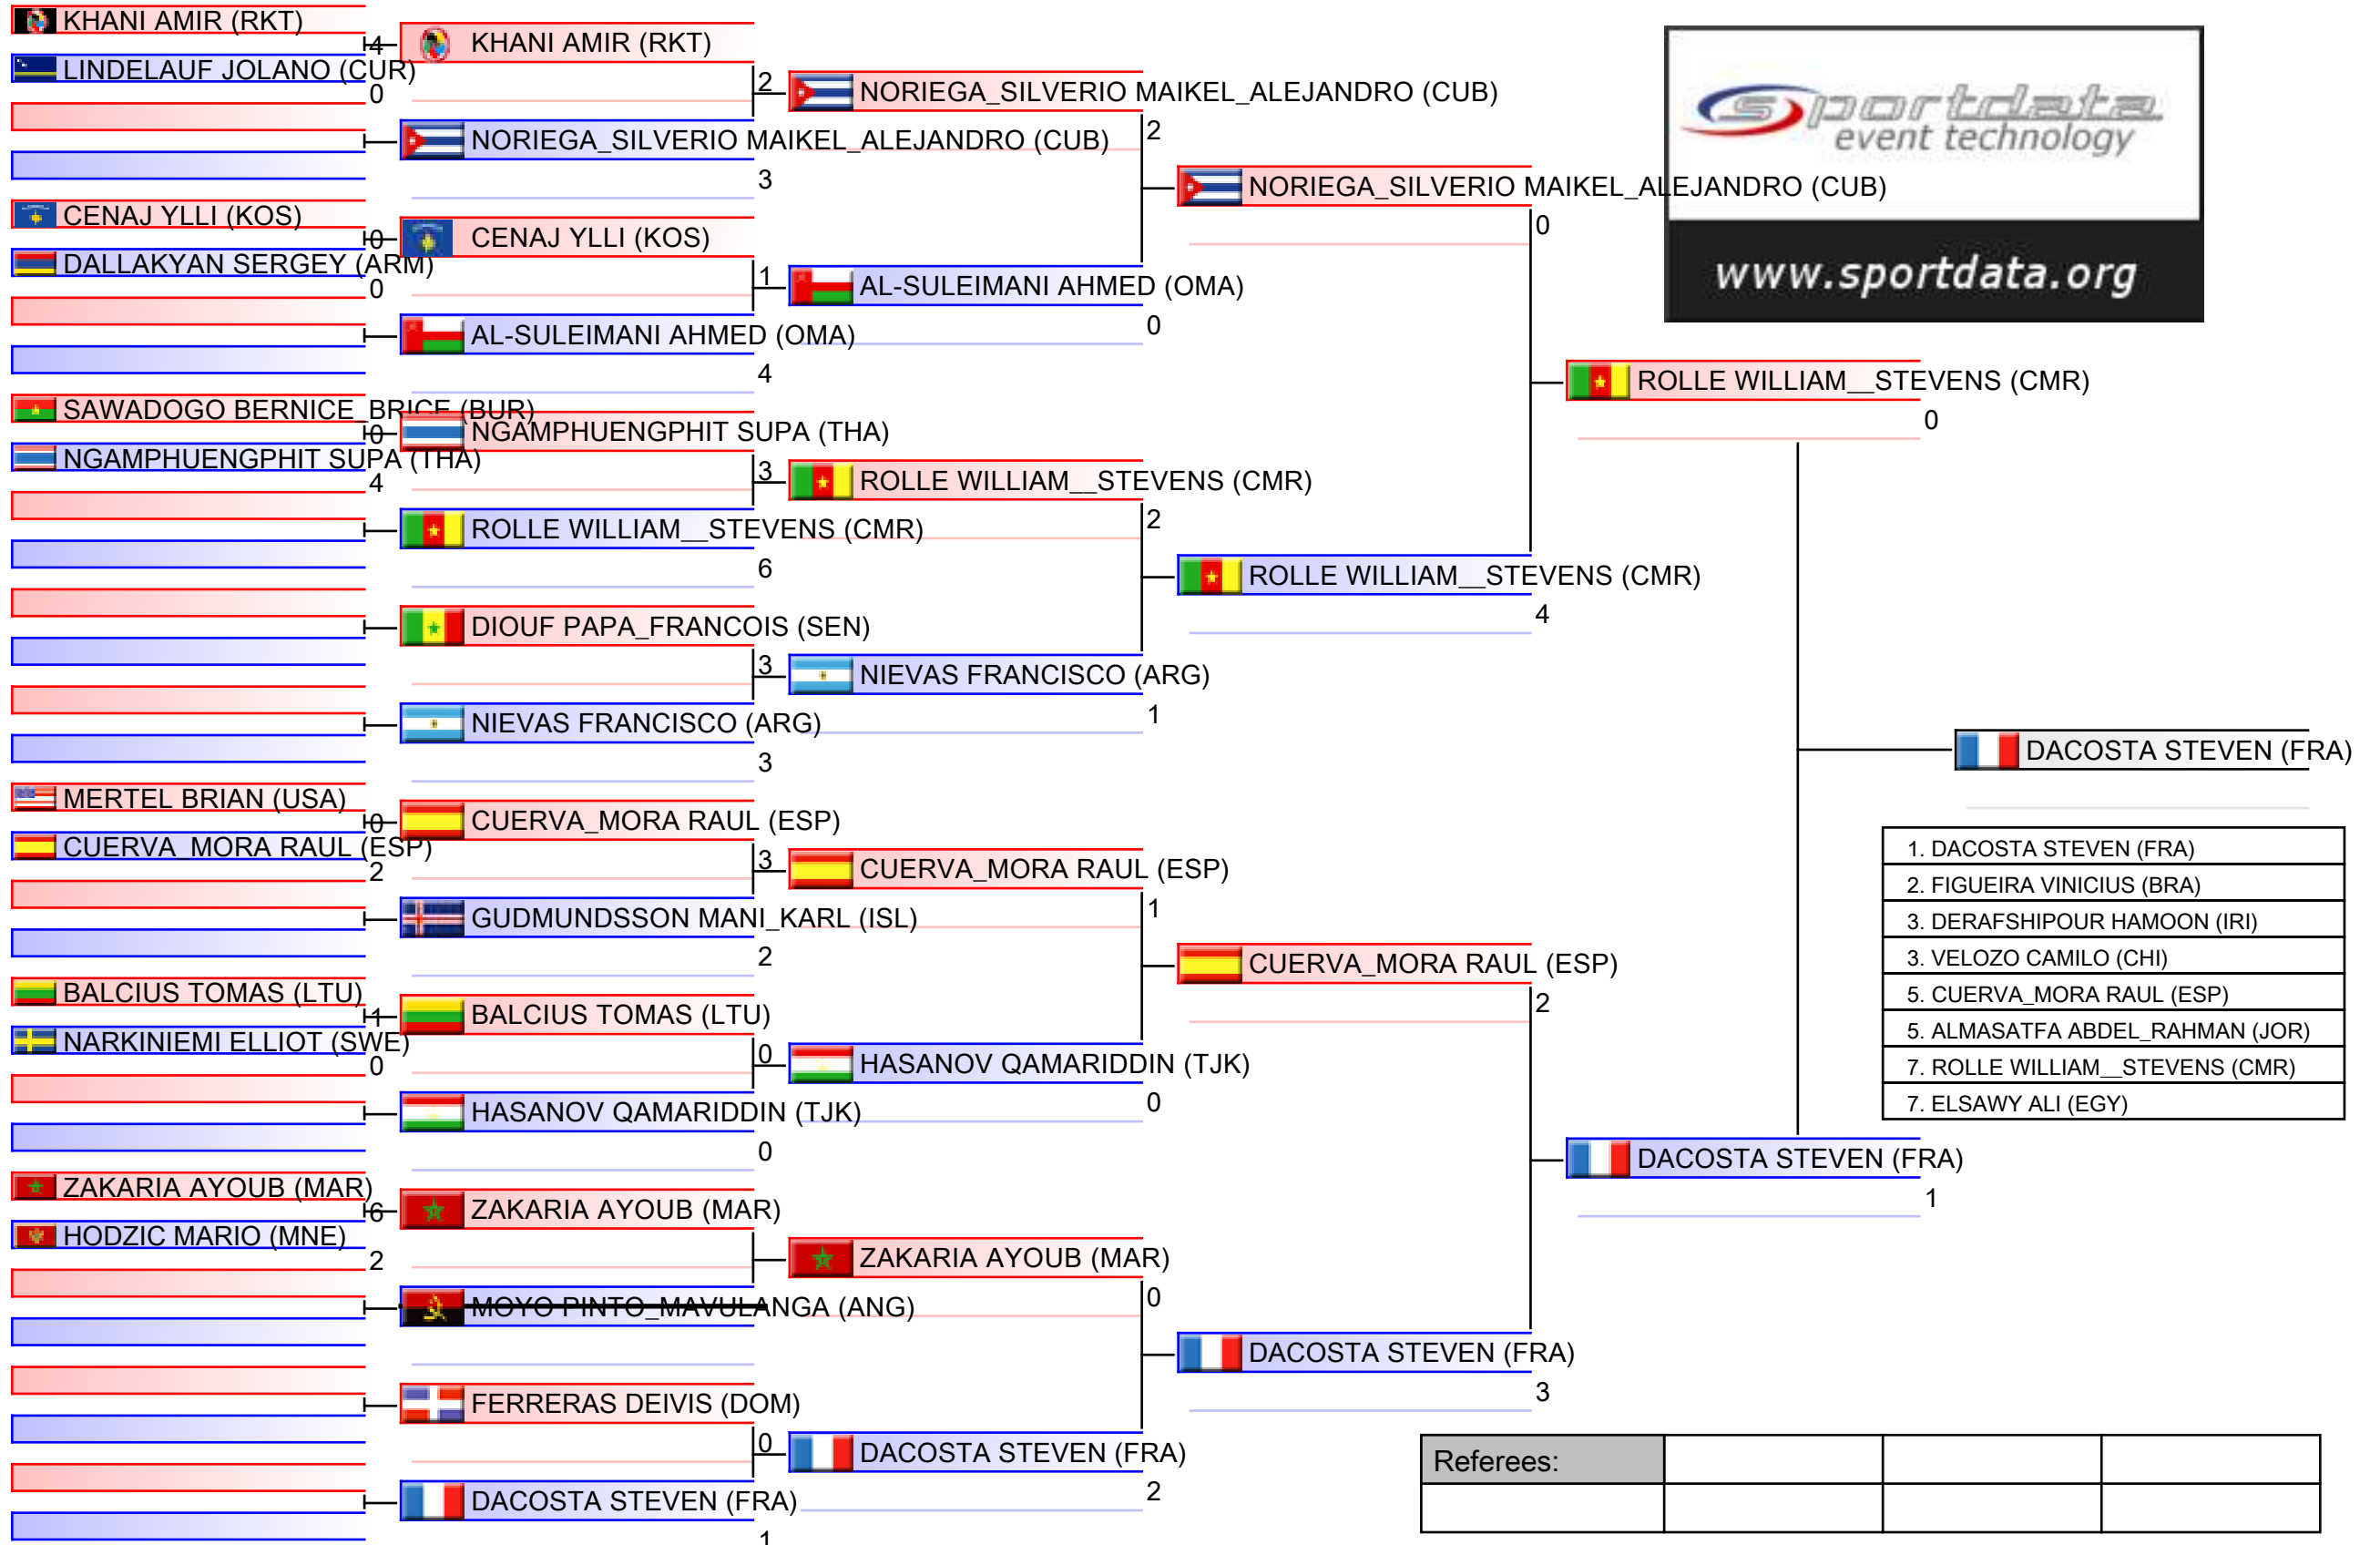 KHANI AMIR (RKT)
4
LINDELAUF JOLANO (CUR)
0
CENAJ YLLI (KOS)
0
DALLAKYAN SERGEY (ARM)
0
SAWADOGO BERNICE_BRICE (BUR)
0
NGAMPHUENGPHIT SUPA (THA)
4
MERTEL BRIAN (USA)
0
CUERVA_MORA RAUL (ESP)
2
BALCIUS TOMAS (LTU)
1
NARKINIEMI ELLIOT (SWE)
0
ZAKARIA AYOUB (MAR)
6
HODZIC MARIO (MNE)
2
KHANI AMIR (RKT)
2
NORIEGA_SILVERIO MAIKEL_ALEJANDRO (CUB)
3
CENAJ YLLI (KOS)
1
AL-SULEIMANI AHMED (OMA)
4
NGAMPHUENGPHIT SUPA (THA)
3
ROLLE WILLIAM__STEVENS (CMR)
6
DIOUF PAPA_FRANCOIS (SEN)
3
NIEVAS FRANCISCO (ARG)
3
CUERVA_MORA RAUL (ESP)
3
GUDMUNDSSON MANI_KARL (ISL)
2
BALCIUS TOMAS (LTU)
0
HASANOV QAMARIDDIN (TJK)
0
ZAKARIA AYOUB (MAR)
MOYO PINTO_MAVULANGA (ANG)
FERRERAS DEIVIS (DOM)
0
DACOSTA STEVEN (FRA)
1
NORIEGA_SILVERIO MAIKEL_ALEJANDRO (CUB)
2
AL-SULEIMANI AHMED (OMA)
0
ROLLE WILLIAM__STEVENS (CMR)
2
NIEVAS FRANCISCO (ARG)
1
CUERVA_MORA RAUL (ESP)
1
HASANOV QAMARIDDIN (TJK)
0
ZAKARIA AYOUB (MAR)
0
DACOSTA STEVEN (FRA)
2
NORIEGA_SILVERIO MAIKEL_ALEJANDRO (CUB)
0
ROLLE WILLIAM__STEVENS (CMR)
4
CUERVA_MORA RAUL (ESP)
2
DACOSTA STEVEN (FRA)
3
ROLLE WILLIAM__STEVENS (CMR)
0
DACOSTA STEVEN (FRA)
1
DACOSTA STEVEN (FRA)
sportdata
event technology
www.sportdata.org
1. DACOSTA STEVEN (FRA)
2. FIGUEIRA VINICIUS (BRA)
3. DERAFSHIPOUR HAMOON (IRI)
3. VELOZO CAMILO (CHI)
5. CUERVA_MORA RAUL (ESP)
5. ALMASATFA ABDEL_RAHMAN (JOR)
7. ROLLE WILLIAM__STEVENS (CMR)
7. ELSAWY ALI (EGY)
Referees: